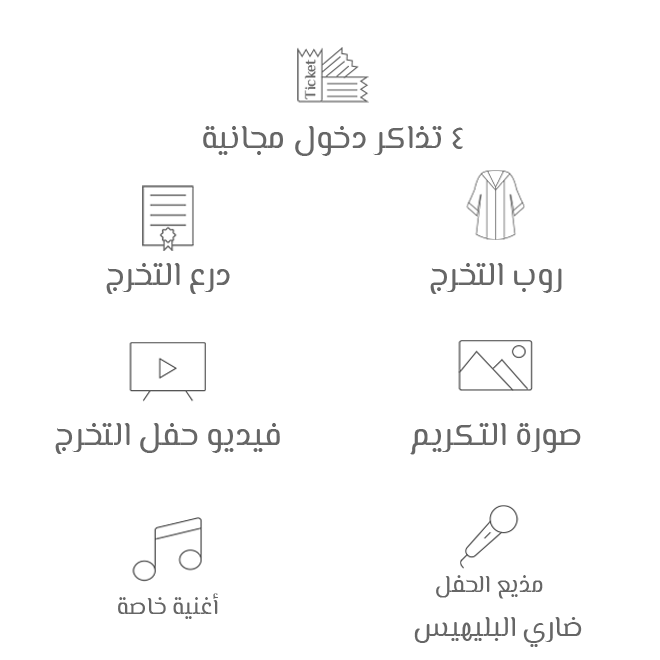 Ticket
٤ تذاكر دخول مجانية
روب التخرج
درع التخرج
صورة التكريم
فيديو حفل التخرج
مذيع الحفل
ضاري البليهيس
أغنية خاصة